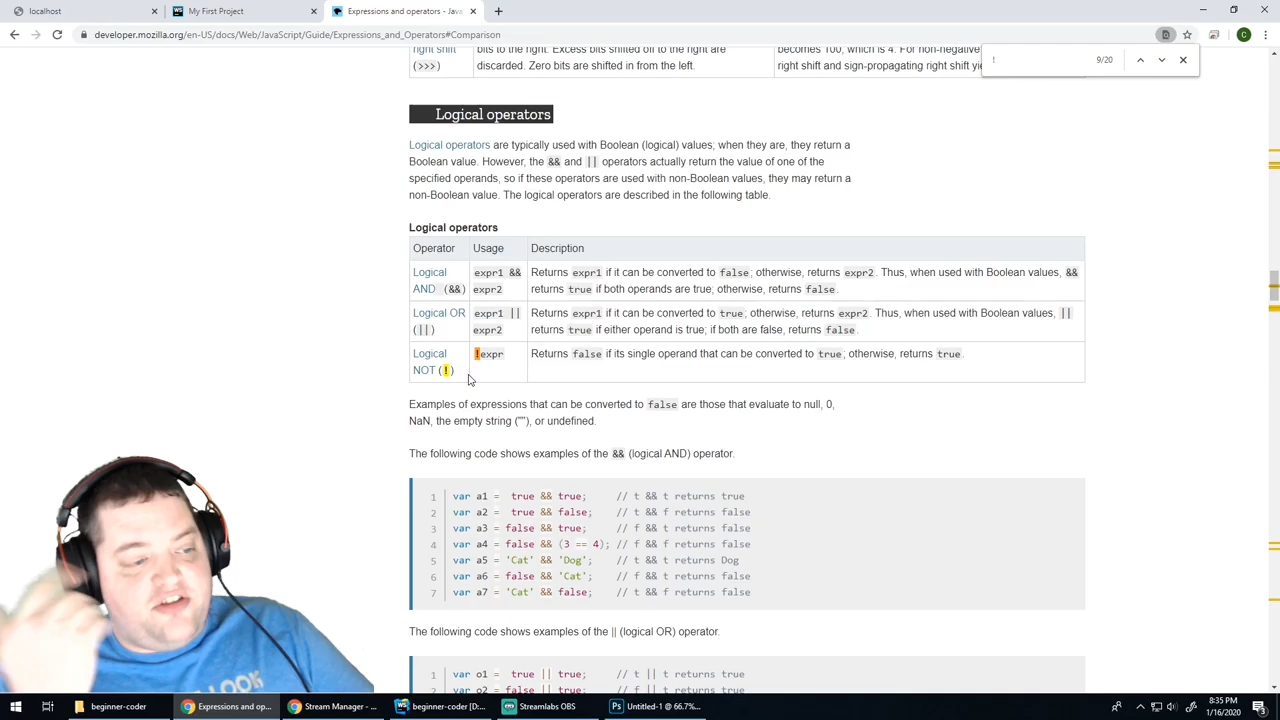 localhost
My First Project
Expressions and operators - Jav
developer.mozilla.org/en-US/docs/Web/JavaScript/Guide/Expressions_and_Operators#Comparison
C
!
9/20
right shift
(>>>)
bits to the right. Excess bits shifted off to the right are
discarded. Zero bits are shifted in from the left.
becomes 100, which is 4. For non-negative
right shift and sign-propagating right shift yie
Logical operators
Logical operators are typically used with Boolean (logical) values; when they are, they return a
Boolean value. However, the && and || operators actually return the value of one of the
specified operands, so if these operators are used with non-Boolean values, they may return a
non-Boolean value. The logical operators are described in the following table.
Logical operators
Operator Usage Description
Logical AND (&&) expr1 && expr2 Returns expr1 if it can be converted to false; otherwise, returns expr2. Thus, when used with Boolean values, &&
returns true if both operands are true; otherwise, returns false.
Logical OR (||) expr1 || expr2 Returns expr1 if it can be converted to true; otherwise, returns expr2. Thus, when used with Boolean values, ||
returns true if either operand is true; if both are false, returns false.
Logical NOT (!) !expr Returns false if its single operand that can be converted to true; otherwise, returns true.
Examples of expressions that can be converted to false are those that evaluate to null, 0,
NaN, the empty string (""), or undefined.
The following code shows examples of the && (logical AND) operator.
1 var a1 =  true && true;     // t && t returns true
2 var a2 =  true && false;    // t && f returns false
3 var a3 = false && true;     // f && t returns false
4 var a4 = false && (3 == 4); // f && f returns false
5 var a5 = 'Cat' && 'Dog';    // t && t returns Dog
6 var a6 = false && 'Cat';    // f && t returns false
7 var a7 = 'Cat' && false;    // t && f returns false
The following code shows examples of the || (logical OR) operator.
1 var o1 =  true || true;     // t || t returns true
2 var o2 = false || true;     // f || t returns true
LOOK
beginner-coder
Expressions and op...
Stream Manager - ...
beginner-coder [D:...
Streamlabs OBS
Untitled-1 @ 66.7%...
8:35 PM
1/16/2020
3